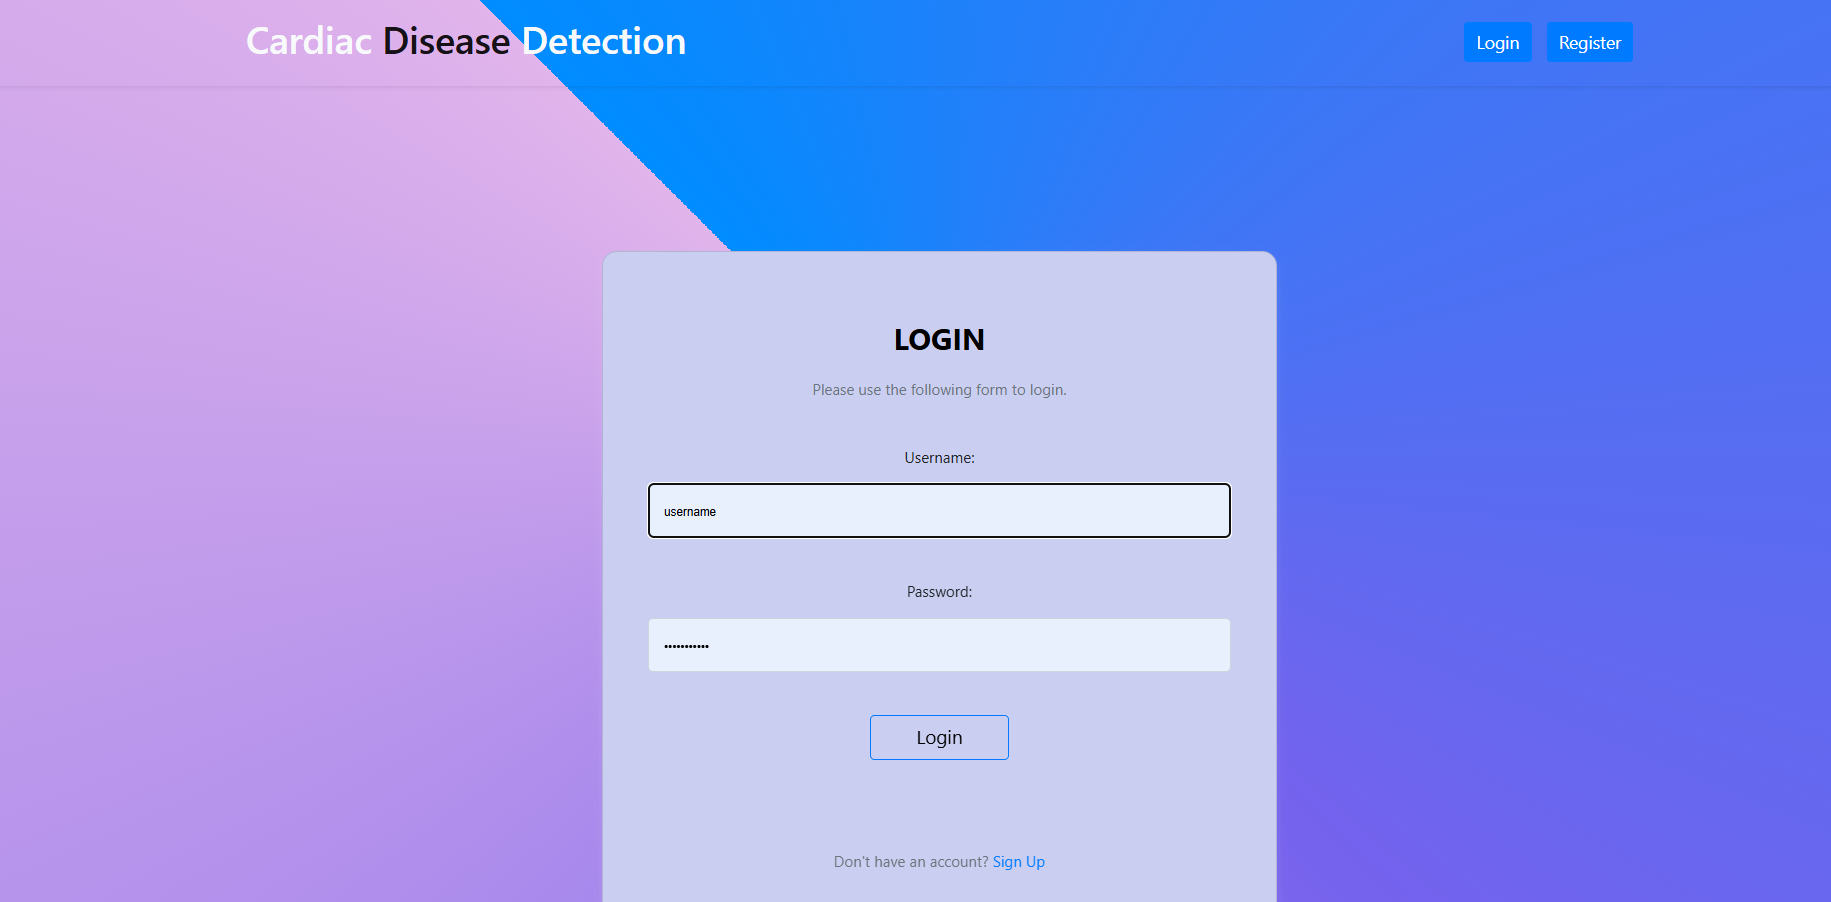 Cardiac Disease Detection
Login
Register
LOGIN
Please use the following form to login.
Username:
username
Password:
•••••••••••
Login
Don't have an account? Sign Up